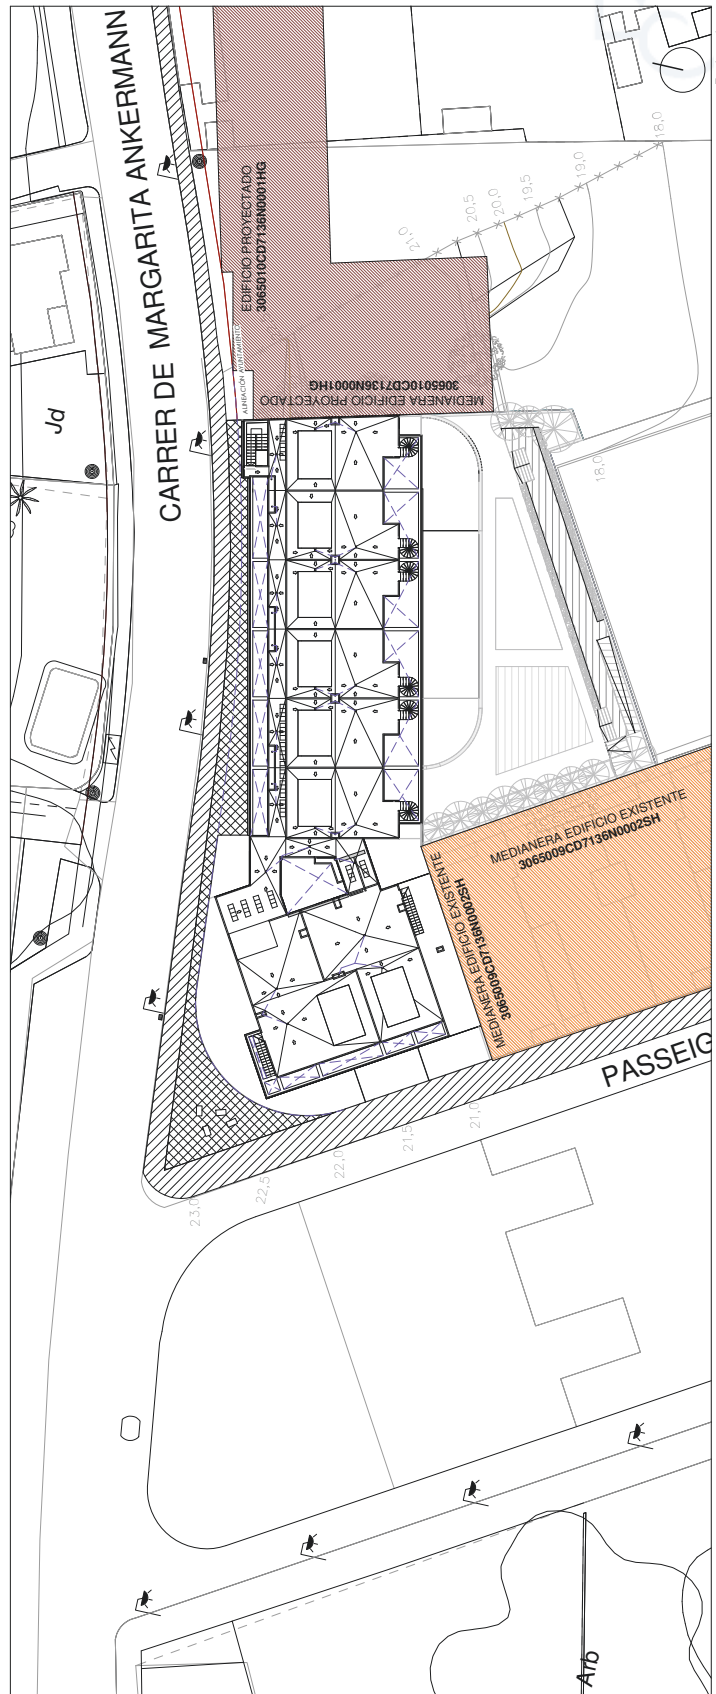 CARRER DE MARGARITA ANKERMANN
EDIFICIO PROYECTADO
3065010CD7136N0001HG
ALINEACIÓN AYUNTAMIENTO
MEDIANERA EDIFICIO PROYECTADO
3065010CD7136N0001HG
21,0
20,5
20,0
19,5
19,0
18,0
18,0
Jd
MEDIANERA EDIFICIO EXISTENTE
3065009CD7136N0002SH
MEDIANERA EDIFICIO EXISTENTE
3065009CD7136N0002SH
PASSEIG
23,0
22,5
22,0
21,5
21,0
Arb